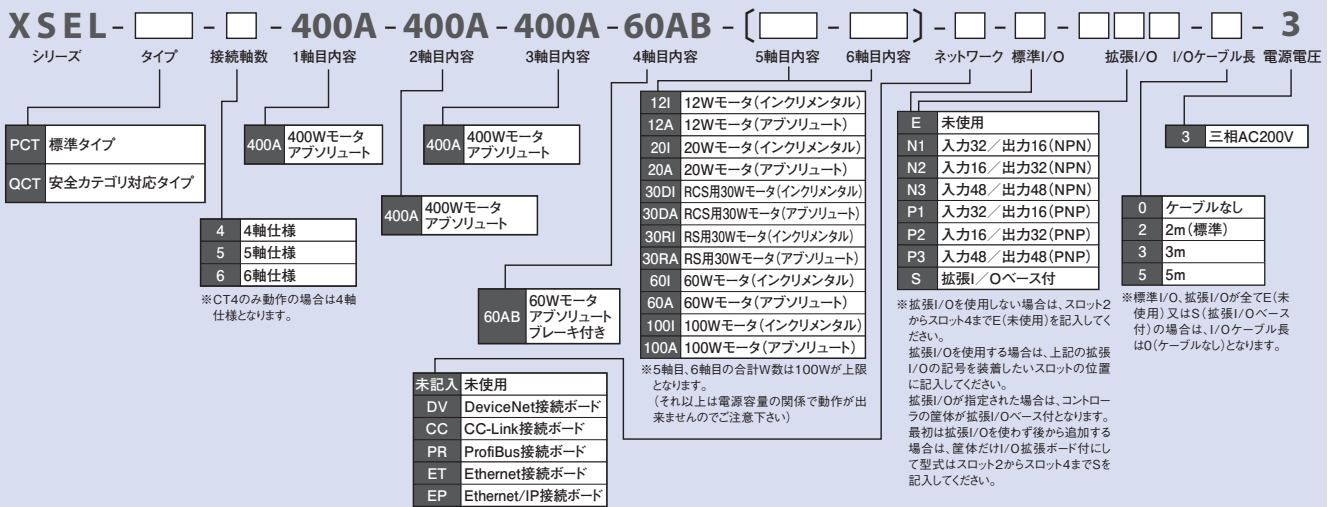 XSEL-□-□-400A-400A-400A-60AB-(□-□)-□-□-□□□-□-3
シリーズ タイプ 接続軸数 1軸目内容 2軸目内容 3軸目内容 4軸目内容 5軸目内容 6軸目内容 ネットワーク 標準I/O 拡張I/O I/Oケーブル長 電源電圧
PCT 標準タイプ
QCT 安全カテゴリ対応タイプ
4 4軸仕様
5 5軸仕様
6 6軸仕様
※CT4のみ動作の場合は4軸
仕様となります。
400A 400Wモータ
アブソリュート
400A 400Wモータ
アブソリュート
400A 400Wモータ
アブソリュート
60AB 60Wモータ
アブソリュート
ブレーキ付き
12I 12Wモータ(インクリメンタル)
12A 12Wモータ(アブソリュート)
20I 20Wモータ(インクリメンタル)
20A 20Wモータ(アブソリュート)
30DI RCS用30Wモータ(インクリメンタル)
30DA RCS用30Wモータ(アブソリュート)
30RI RS用30Wモータ(インクリメンタル)
30RA RS用30Wモータ(アブソリュート)
60I 60Wモータ(インクリメンタル)
60A 60Wモータ(アブソリュート)
100I 100Wモータ(インクリメンタル)
100A 100Wモータ(アブソリュート)
※5軸目、6軸目の合計W数は100Wが上限
となります。
(それ以上は電源容量の関係で動作が出
来ませんのでご注意下さい)
未記入 未使用
DV DeviceNet接続ボード
CC CC-Link接続ボード
PR ProfiBus接続ボード
ET Ethernet接続ボード
EP Ethernet/IP接続ボード
E 未使用
N1 入力32/出力16(NPN)
N2 入力16/出力32(NPN)
N3 入力48/出力48(NPN)
P1 入力32/出力16(PNP)
P2 入力16/出力32(PNP)
P3 入力48/出力48(PNP)
S 拡張I/Oベース付
※拡張I/Oを使用しない場合は、スロット2
からスロット4までE(未使用)を記入してく
ださい。
拡張I/Oを使用する場合は、上記の拡張
I/Oの記号を装着したいスロットの位置
に記入してください。
拡張I/Oが指定された場合は、コントロー
ラの筐体が拡張I/Oベース付となります。
最初は拡張I/Oを使わず後から追加する
場合は、筐体だけI/O拡張ボード付にし
て型式はスロット2からスロット4までSを
記入してください。
0 ケーブルなし
2 2m(標準)
3 3m
5 5m
※標準I/O、拡張I/Oが全てE(未
使用)又はS(拡張I/Oベース
付)の場合は、I/Oケーブル長
は0(ケーブルなし)となります。
3 三相AC200V